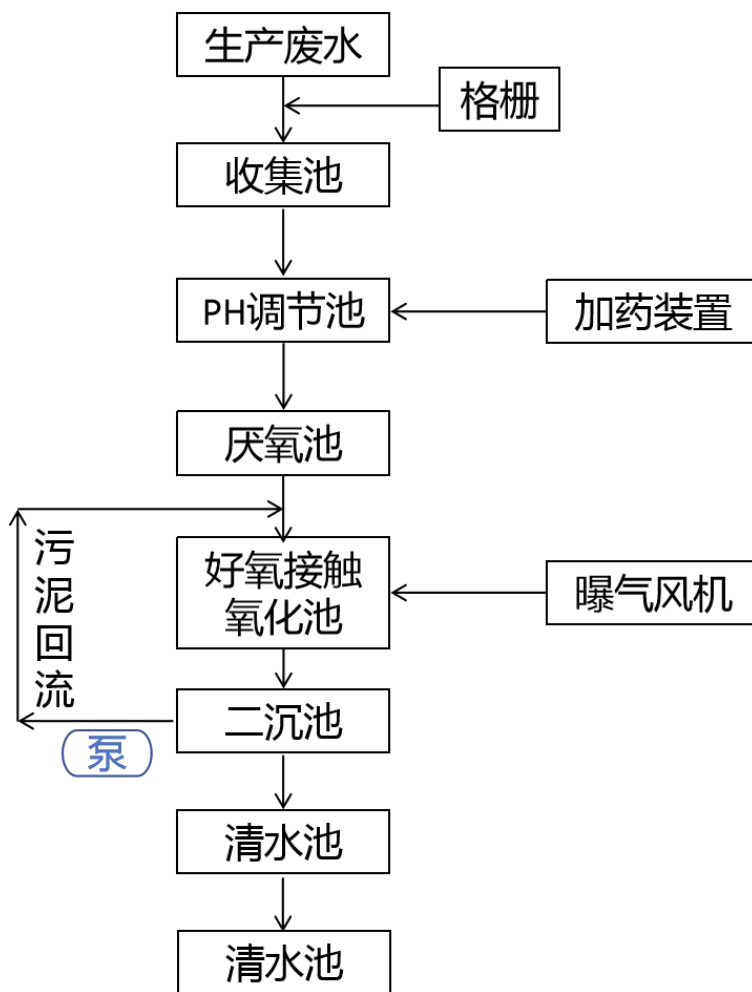 生产废水
格栅
收集池
PH调节池
加药装置
厌氧池
污泥回流
好氧接触
氧化池
曝气风机
二沉池
泵
清水池
清水池